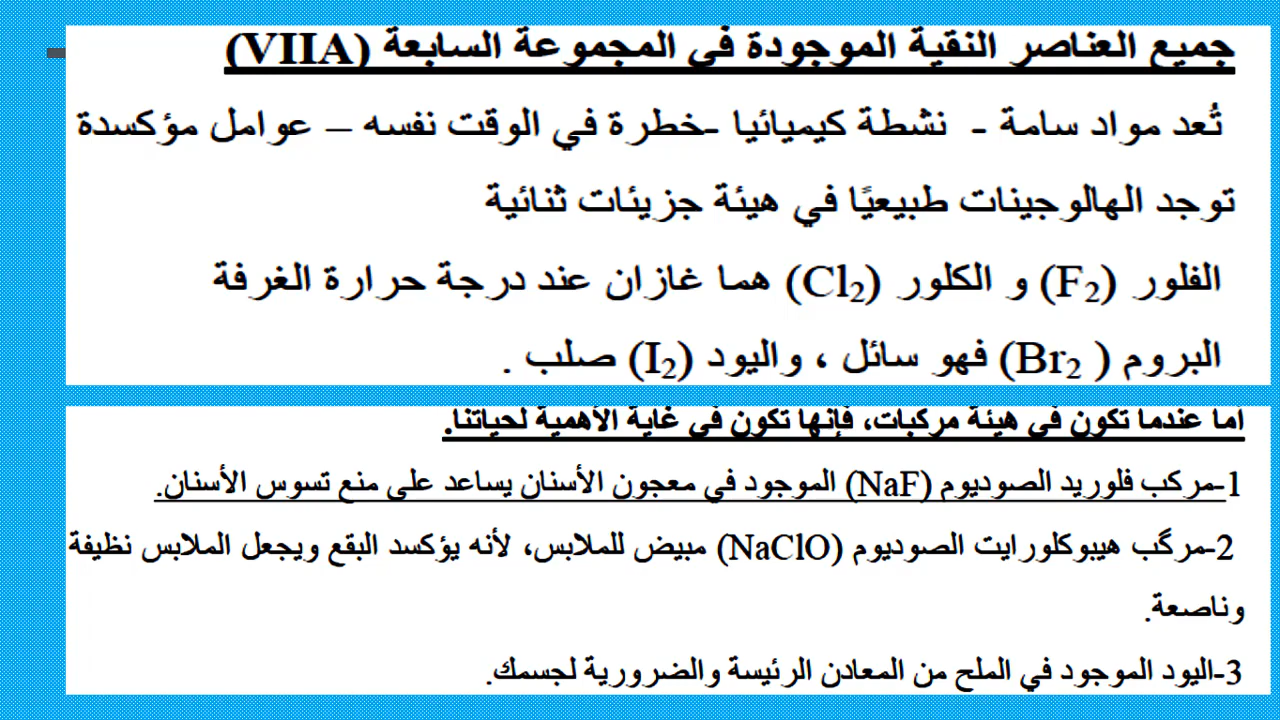 جميع العناصر النقية الموجودة في المجموعة السابعة (VIIA)
تُعد مواد سامة - نشطة كيميائيا -خطرة في الوقت نفسه – عوامل مؤكسدة
توجد الهالوجينات طبيعيًا في هيئة جزيئات ثنائية
الفلور (F₂) و الكلور (Cl₂) هما غازان عند درجة حرارة الغرفة
البروم ( Br₂) فهو سائل ، واليود (I₂) صلب .
أما عندما تكون في هيئة مركبات، فإنها تكون في غاية الأهمية لحياتنا.
1-مركب فلوريد الصوديوم (NaF) الموجود في معجون الأسنان يساعد على منع تسوس الأسنان.
2-مركّب هيبوكلورايت الصوديوم (NaClO) مبيض للملابس، لأنه يؤكسد البقع ويجعل الملابس نظيفة
وناصعة.
3-اليود الموجود في الملح من المعادن الرئيسة والضرورية لجسمك.